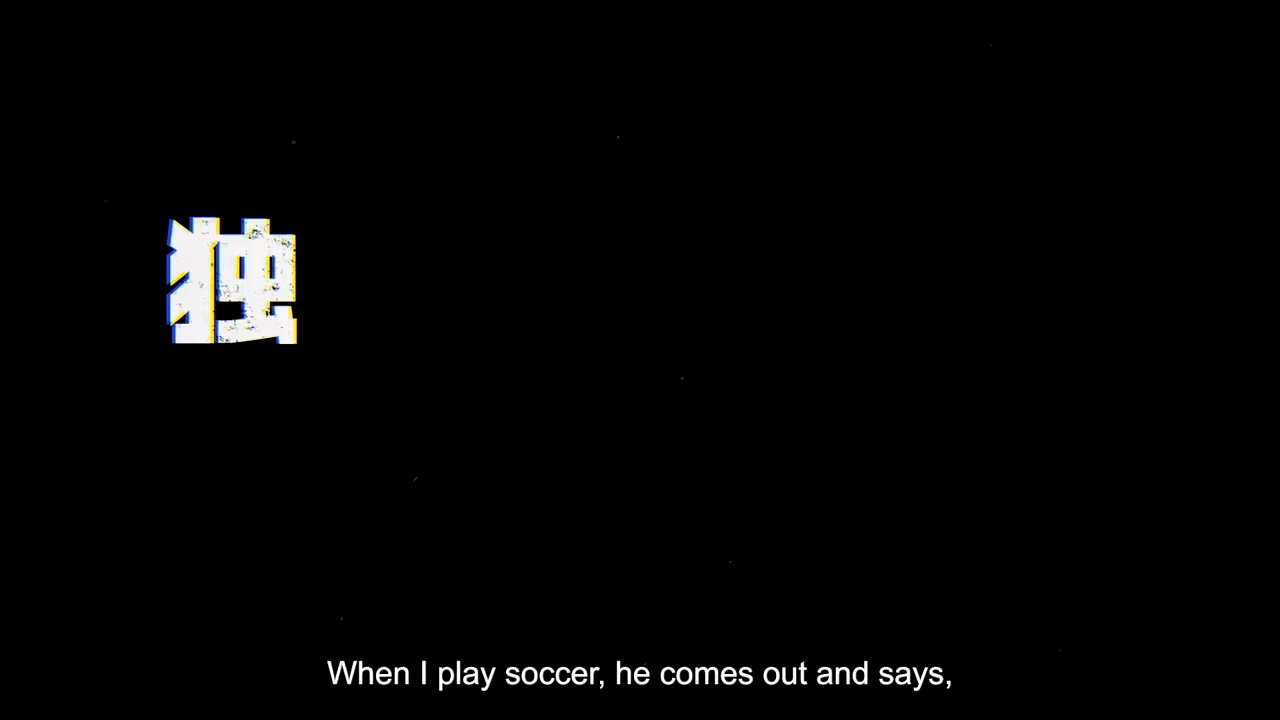 独
When I play soccer, he comes out and says,